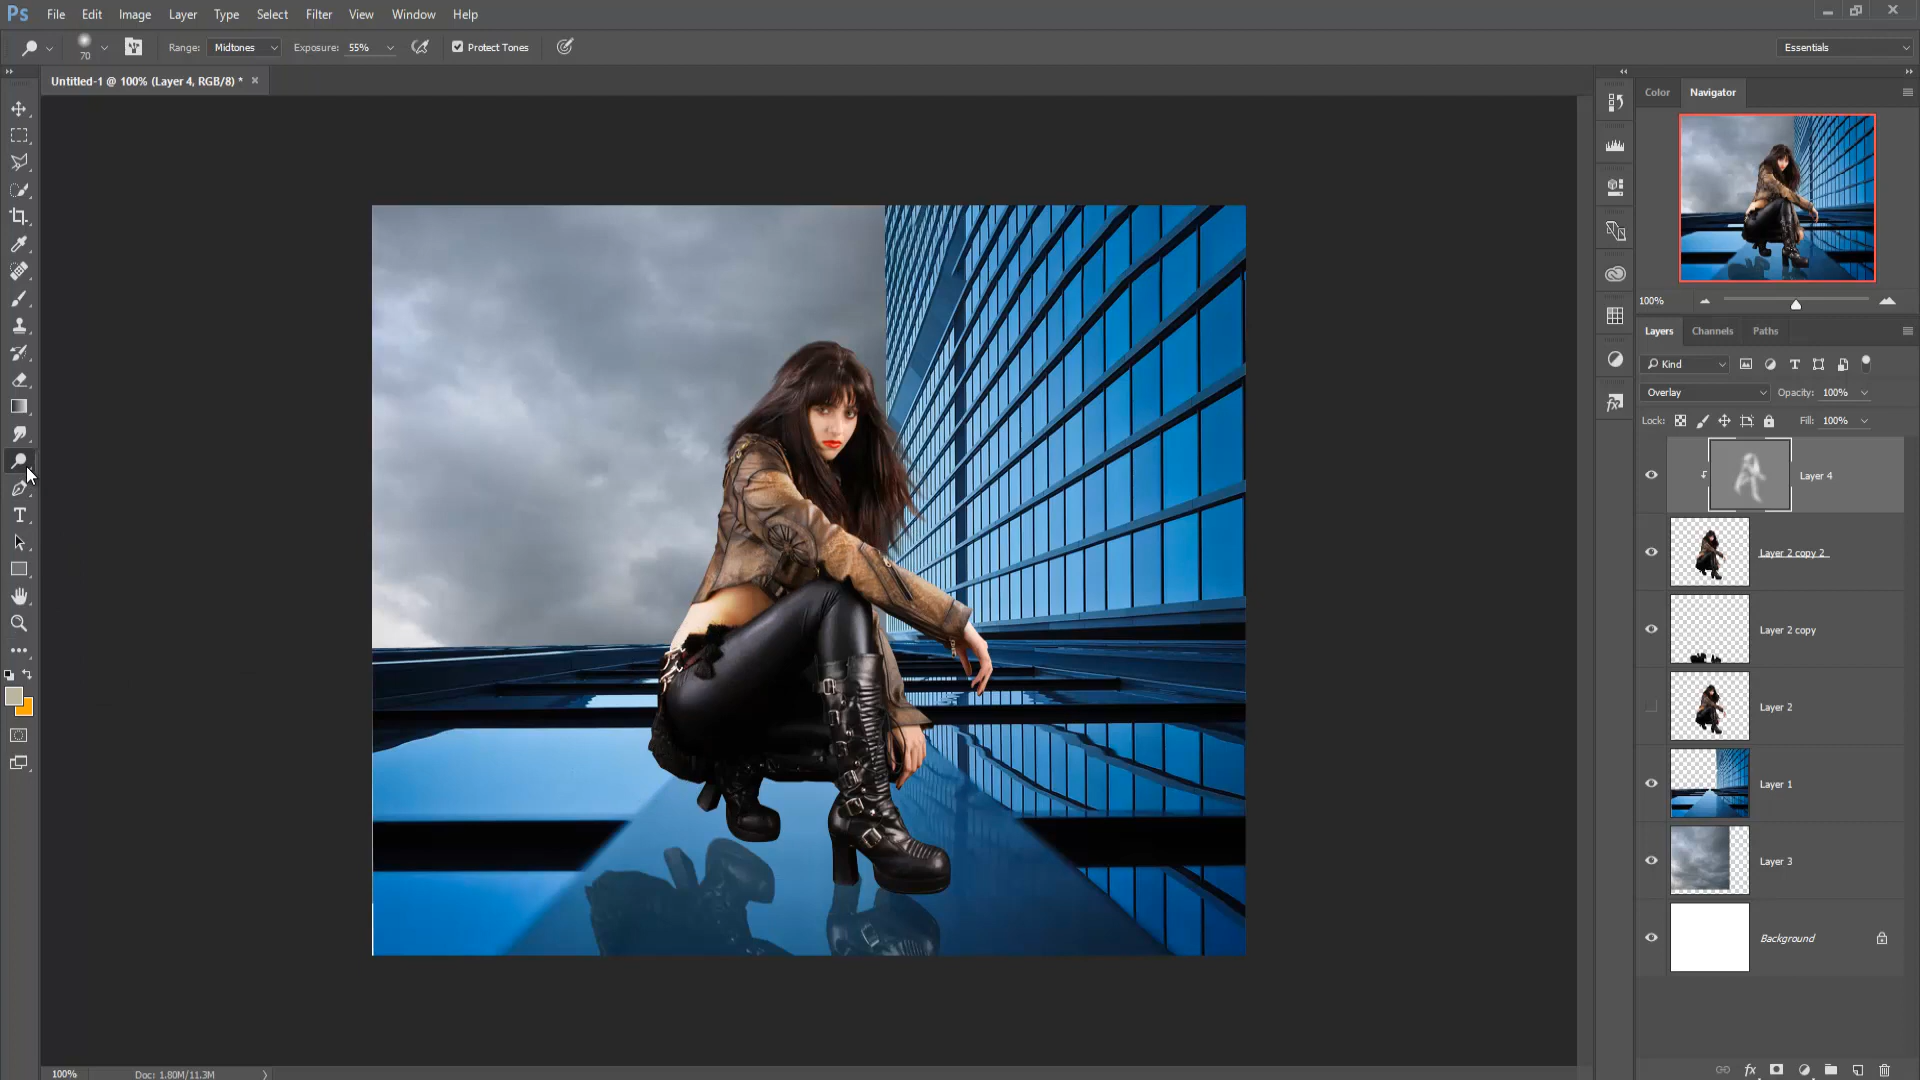 Ps File Edit Image Layer Type Select Filter View Window Help
70 Range: Midtones Exposure: 55% Protect Tones Essentials
Untitled-1 @ 100% (Layer 4, RGB/8) * ×
Color Navigator
100%
Layers Channels Paths
Kind
Overlay Opacity: 100%
Lock: Fill: 100%
Layer 4
Layer 2 copy 2
Layer 2 copy
Layer 2
Layer 1
Layer 3
Background
100% Doc: 1.80M/11.3M